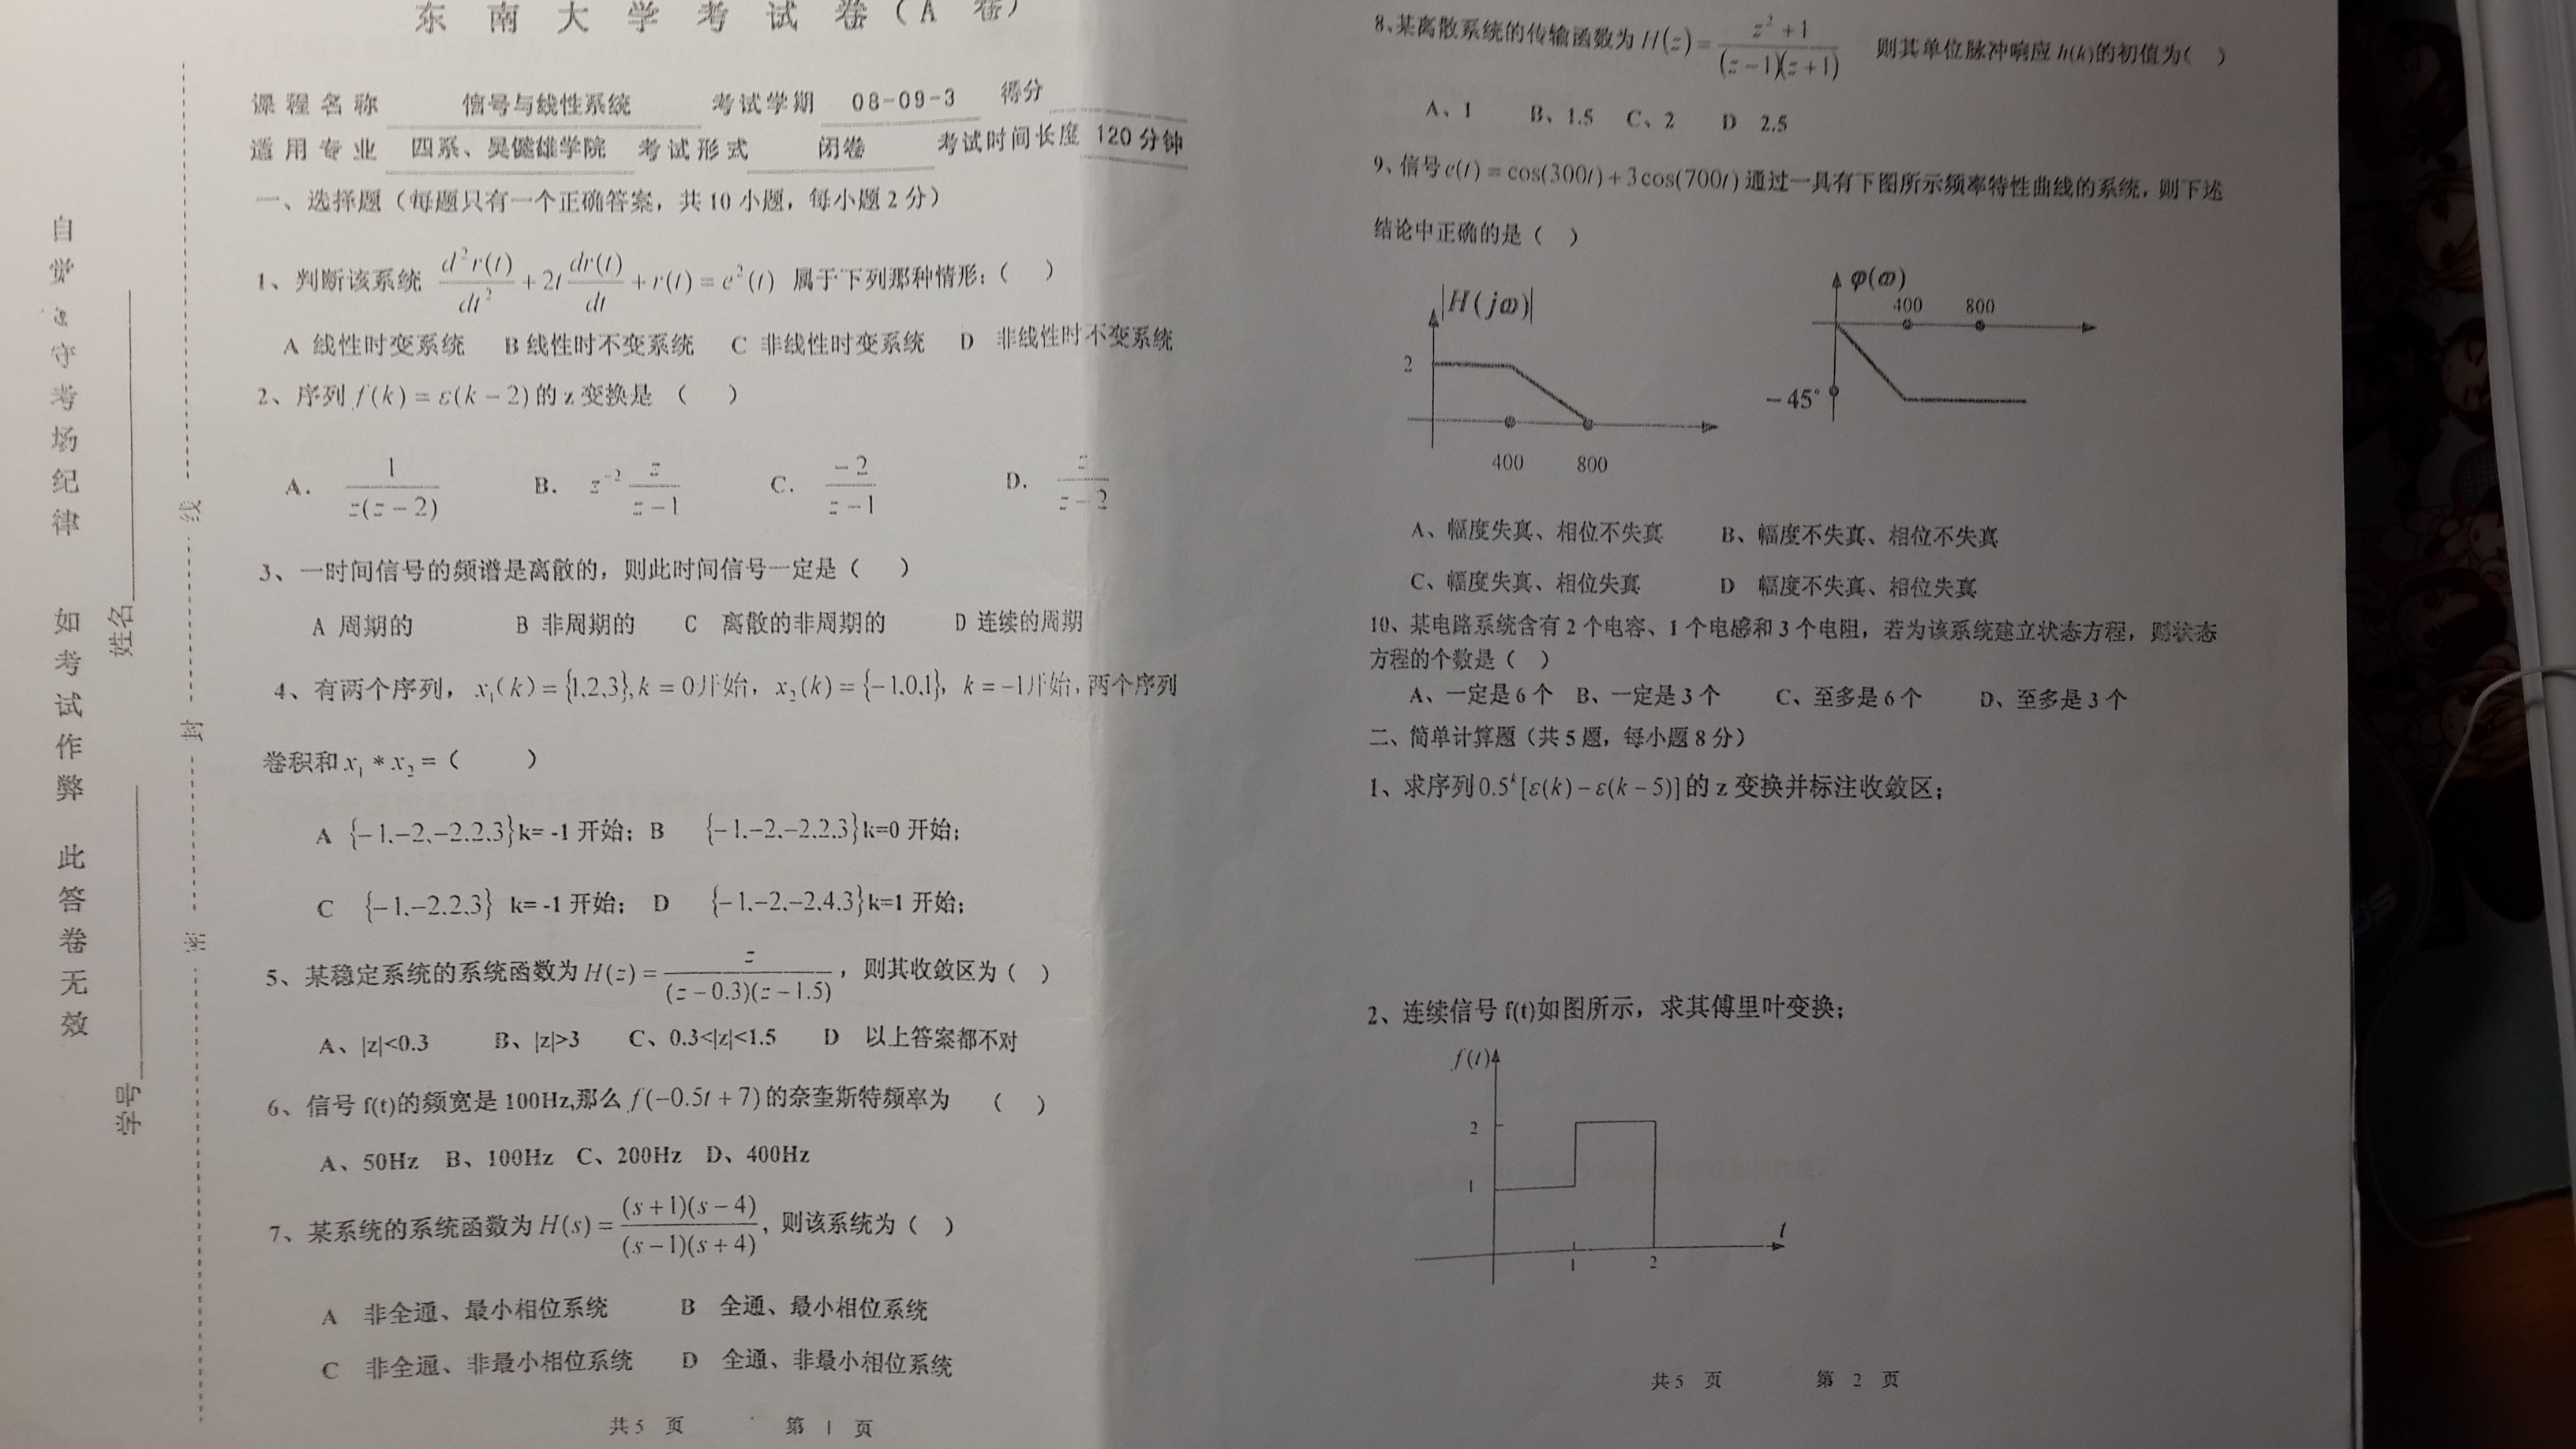 东 南 大 学 考 试 卷（A 卷）
课 程 名 称 信号与线性系统 考 试 学 期 08-09-3 得分
适 用 专 业 四系、吴健雄学院 考 试 形 式 闭卷 考试时间长度 120 分钟
自 觉 遵 守 考 场 纪 律 如 考 试 作 弊 此 答 卷 无 效
姓名
学号
线
封
密
一、选择题（每题只有一个正确答案，共 10 小题，每小题 2 分）
1、判断该系统 \frac{d^2r(t)}{dt^2}+2t\frac{dr(t)}{dt}+r(t)=e^2(t) 属于下列那种情形：（ ）
A 线性时变系统 B 线性时不变系统 C 非线性时变系统 D 非线性时不变系统
2、序列 f(k)=ε(k−2) 的 z 变换是 （ ）
A. \frac{1}{z(z−2)} B. z^{-2}\frac{z}{z−1} C. \frac{−2}{z−1} D. \frac{z}{z−2}
3、一时间信号的频谱是离散的，则此时间信号一定是（ ）
A 周期的 B 非周期的 C 离散的非周期的 D 连续的周期
4、有两个序列，x₁(k)={1,2,3},k=0开始，x₂(k)={−1,0,1}，k=−1开始，两个序列
卷积和 x₁*x₂=（ ）
A {−1,−2,−2,2,3}k= -1 开始； B {−1,−2,−2,2,3}k=0 开始；
C {−1,−2,2,3} k= -1 开始； D {−1,−2,−2,4,3}k=1 开始；
5、某稳定系统的系统函数为 H(z)=\frac{z}{(z−0.3)(z−1.5)}，则其收敛区为（ ）
A、|z|<0.3 B、|z|>3 C、0.3<|z|<1.5 D 以上答案都不对
6、信号 f(t)的频宽是 100Hz,那么 f(−0.5t+7) 的奈奎斯特频率为 （ ）
A、50Hz B、100Hz C、200Hz D、400Hz
7、某系统的系统函数为 H(s)=\frac{(s+1)(s−4)}{(s−1)(s+4)}，则该系统为（ ）
A 非全通、最小相位系统 B 全通、最小相位系统
C 非全通、非最小相位系统 D 全通、非最小相位系统
共 5 页 第 1 页
8、某离散系统的传输函数为 H(z)=\frac{z^2+1}{(z−1)(z+1)} 则其单位脉冲响应 h(k)的初值为（ ）
A、1 B、1.5 C、2 D 2.5
9、信号 e(t)=cos(300t)+3cos(700t) 通过一具有下图所示频率特性曲线的系统，则下述
结论中正确的是（ ）
|H(jω)|
2
400 800
φ(ω)
400 800
−45°
A、幅度失真、相位不失真 B、幅度不失真、相位不失真
C、幅度失真、相位失真 D 幅度不失真、相位失真
10、某电路系统含有 2 个电容、1 个电感和 3 个电阻，若为该系统建立状态方程，则状态
方程的个数是（ ）
A、一定是 6 个 B、一定是 3 个 C、至多是 6 个 D、至多是 3 个
二、简单计算题（共 5 题，每小题 8 分）
1、求序列 0.5^k[ε(k)−ε(k−5)] 的 z 变换并标注收敛区；
2、连续信号 f(t)如图所示，求其傅里叶变换；
f(t)
2
1
1 2
t
共 5 页 第 2 页